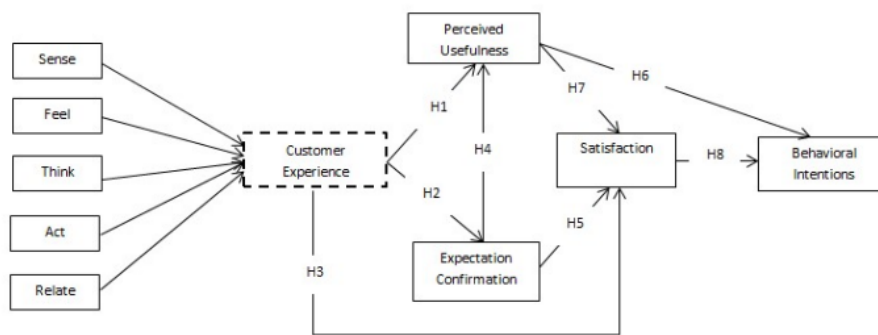 Sense
Feel
Think
Act
Relate
Customer
Experience
H1
H2
H3
Perceived
Usefulness
H4
Expectation
Confirmation
H7
H6
H5
Satisfaction
H8
Behavioral
Intentions